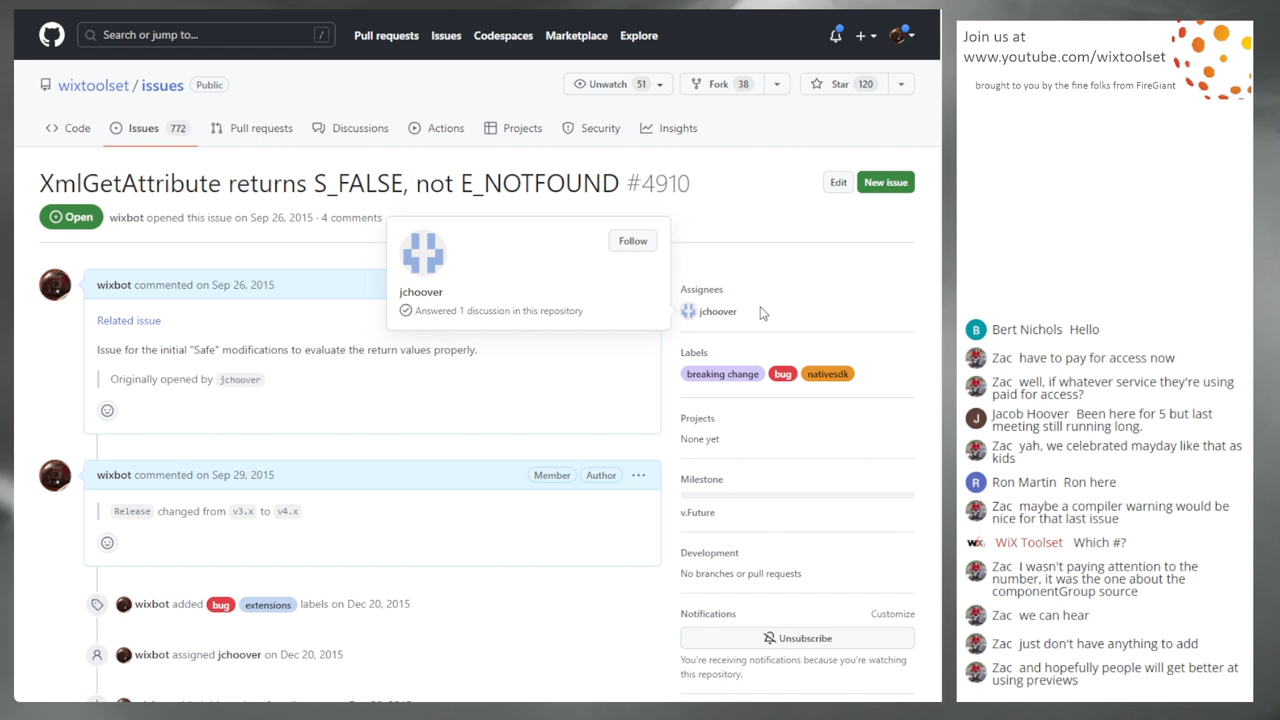 Search or jump to...
/
Pull requests
Issues
Codespaces
Marketplace
Explore
wixtoolset / issues
Public
Unwatch 51
Fork 38
Star 120
Code
Issues 772
Pull requests
Discussions
Actions
Projects
Security
Insights
XmlGetAttribute returns S_FALSE, not E_NOTFOUND #4910
Edit
New issue
Open
wixbot opened this issue on Sep 26, 2015 · 4 comments
Follow
jchoover
Answered 1 discussion in this repository
wixbot commented on Sep 26, 2015
Related issue
Issue for the initial "Safe" modifications to evaluate the return values properly.
Originally opened by jchoover
wixbot commented on Sep 29, 2015
Member
Author
Release changed from v3.x to v4.x
wixbot added bug extensions labels on Dec 20, 2015
wixbot assigned jchoover on Dec 20, 2015
Assignees
jchoover
Labels
breaking change
bug
nativesdk
Projects
None yet
Milestone
v.Future
Development
No branches or pull requests
Notifications
Customize
Unsubscribe
You're receiving notifications because you're watching
this repository.
Join us at
www.youtube.com/wixtoolset
brought to you by the fine folks from FireGiant
B
Bert Nichols Hello
Zac have to pay for access now
Zac well, if whatever service they're using
paid for access?
J
Jacob Hoover Been here for 5 but last
meeting still running long.
Zac yah, we celebrated mayday like that as
kids
R
Ron Martin Ron here
Zac maybe a compiler warning would be
nice for that last issue
WiX
WiX Toolset Which #?
Zac I wasn't paying attention to the
number, it was the one about the
componentGroup source
Zac we can hear
Zac just don't have anything to add
Zac and hopefully people will get better at
using previews